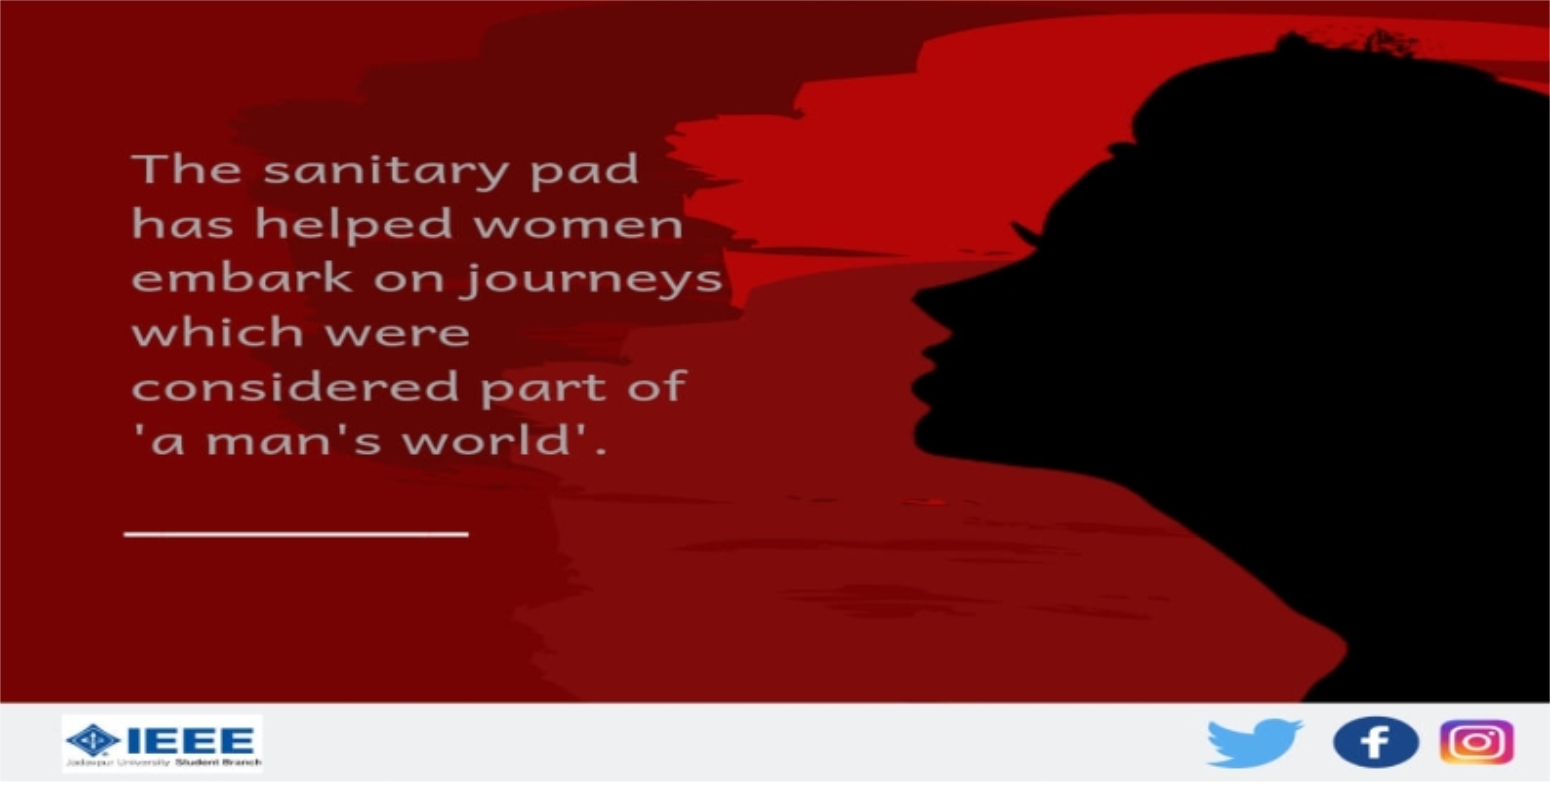 The sanitary pad
has helped women
embark on journeys
which were
considered part of
'a man's world'.
IEEE
Jadavpur University Student Branch